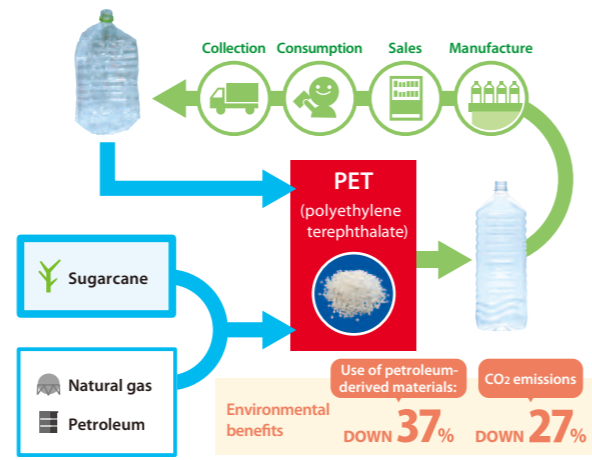 Collection Consumption Sales Manufacture
PET
(polyethylene
terephthalate)
Sugarcane
Natural gas
Petroleum
Environmental
benefits
Use of petroleum-
derived materials:
DOWN 37%
CO₂ emissions
DOWN 27%